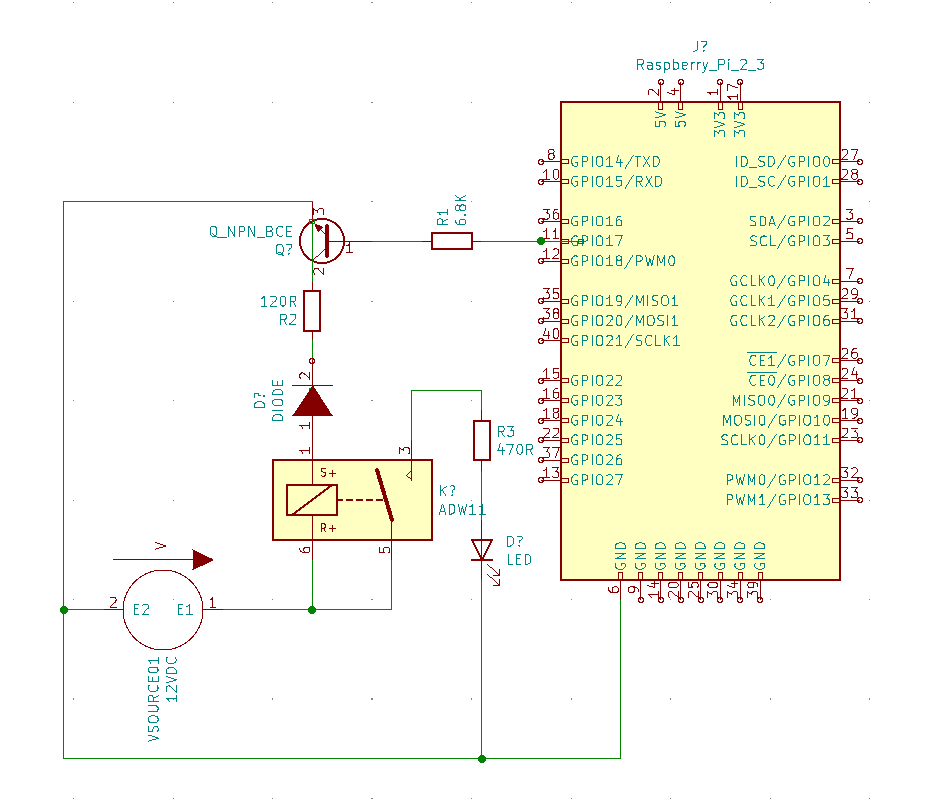 J?
Raspberry_Pi_2_3
2
4
1
17
5V
5V
3V3
3V3
8
GPIO14/TXD
ID_SD/GPIO0
27
10
GPIO15/RXD
ID_SC/GPIO1
28
36
GPIO16
SDA/GPIO2
3
11
GPIO17
SCL/GPIO3
5
12
GPIO18/PWM0
GCLK0/GPIO4
7
35
GPIO19/MISO1
GCLK1/GPIO5
29
38
GPIO20/MOSI1
GCLK2/GPIO6
31
40
GPIO21/SCLK1
CE1/GPIO7
26
15
GPIO22
CE0/GPIO8
24
16
GPIO23
MISO0/GPIO9
21
18
GPIO24
MOSI0/GPIO10
19
22
GPIO25
SCLK0/GPIO11
23
37
GPIO26
13
GPIO27
PWM0/GPIO12
32
PWM1/GPIO13
33
GND
GND
GND
GND
GND
GND
GND
GND
6
9
14
20
25
30
34
39
R1
6.8K
Q_NPN_BCE
Q?
3
1
2
120R
R2
D?
DIODE
2
1
1
3
S+
R+
K?
ADW11
6
5
R3
470R
D?
LED
V
2
E2
E1
1
VSOURCE01
12VDC